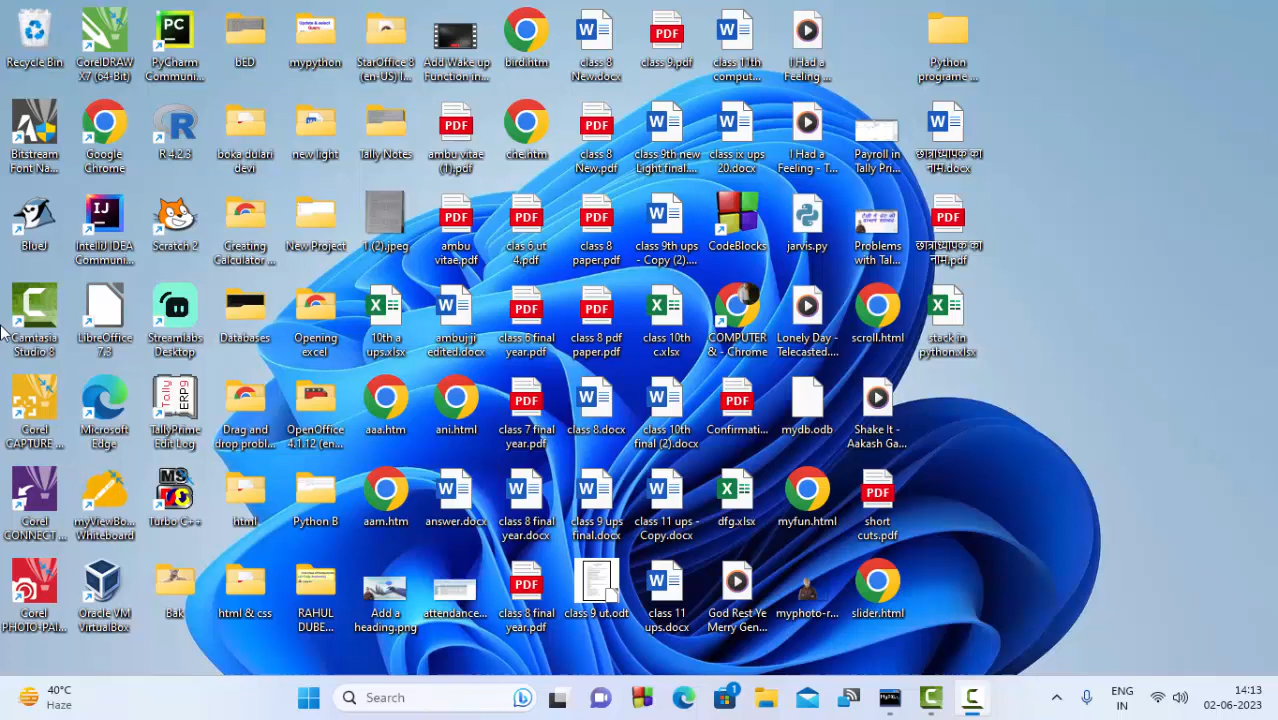 Recycle Bin
CorelDRAW
X7 (64-Bit)
PyCharm
Communi...
bED
mypython
StarOffice 8
(en-US) I...
Add Wake up
Function in...
bird.htm
class 8
New.docx
class 9.pdf
class 11th
comput...
I Had a
Feeling ...
Python
programe ...
Bitstream
Font Na...
Google
Chrome
R 4.2.3
boka dulari
devi
new light
Tally Notes
ambu vitae
(1).pdf
che.htm
class 8
New.pdf
class 9th new
Light final....
class ix ups
20.docx
I Had a
Feeling - T...
Payroll in
Tally Pri...
छात्राध्यापक का
नाम.docx
BlueJ
IntelliJ IDEA
Communi...
Scratch 2
Creating
Calculator ...
New Project
1 (2).jpeg
ambu
vitae.pdf
clas 6 ut
4.pdf
class 8
paper.pdf
class 9th ups
- Copy (2)....
CodeBlocks
jarvis.py
Problems
with Tal...
छात्राध्यापक का
नाम.pdf
Camtasia
Studio 8
LibreOffice
7.3
Streamlabs
Desktop
Databases
Opening
excel
10th a
ups.xlsx
ambuj ji
edited.docx
class 6 final
year.pdf
class 8 pdf
paper.pdf
class 10th
c.xlsx
COMPUTER
& - Chrome
Lonely Day -
Telecasted....
scroll.html
stack in
python.xlsx
Corel
CAPTURE ...
Microsoft
Edge
TallyPrime
Edit Log
Drag and
drop probl...
OpenOffice
4.1.12 (en...
aaa.htm
ani.html
class 7 final
year.pdf
class 8.docx
class 10th
final (2).docx
Confirmati...
mydb.odb
Shake It -
Aakash Ga...
Corel
CONNECT ...
myViewBo...
Whiteboard
Turbo C++
html
Python B
aam.htm
answer.docx
class 8 final
year.docx
class 9 ups
final.docx
class 11 ups -
Copy.docx
dfg.xlsx
myfun.html
short
cuts.pdf
Corel
PHOTO-PAI...
Oracle VM
VirtualBox
Bak
html & css
RAHUL
DUBE...
Add a
heading.png
attendance...
class 8 final
year.pdf
class 9 ut.odt
class 11
ups.docx
God Rest Ye
Merry Gen...
myphoto-r...
slider.html
40°C
Haze
Search
1
ENG
IN
14:13
02-06-2023